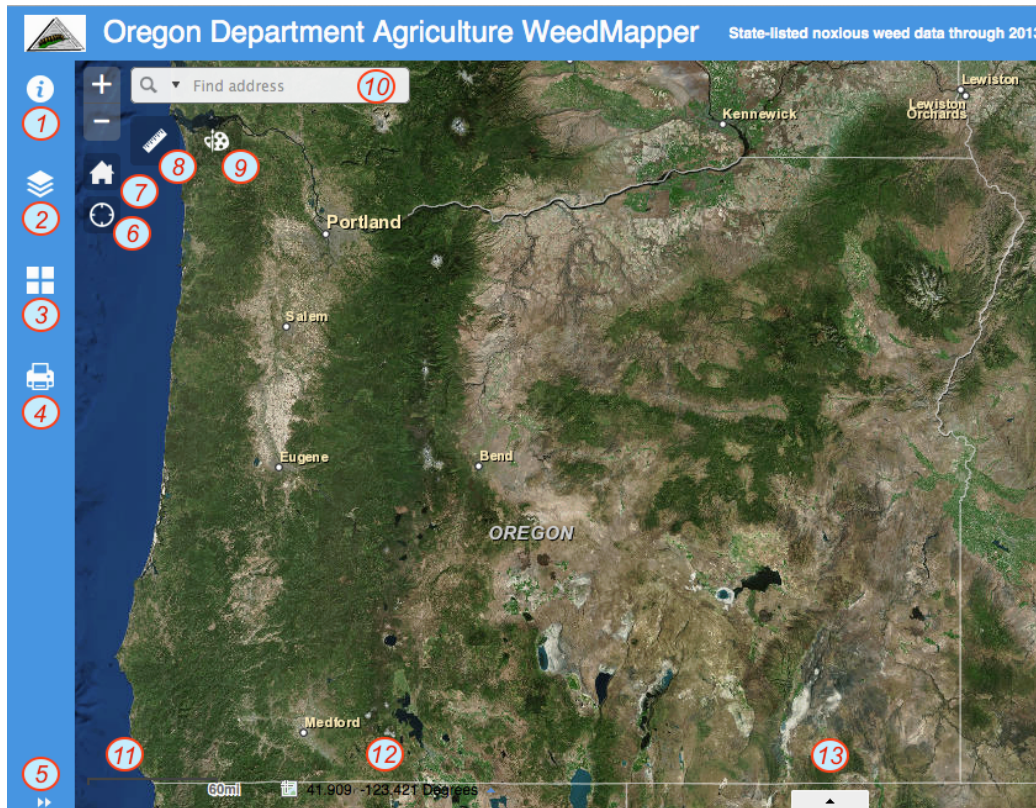 Oregon Department Agriculture WeedMapper
State-listed noxious weed data through 2013
1
2
3
4
5
+
−
Find address
10
8
9
7
6
Lewiston
Lewiston
Orchards
Kennewick
Portland
Salem
Eugene
Bend
OREGON
Medford
11
12
13
60mi
41.909 -123.421 Degrees